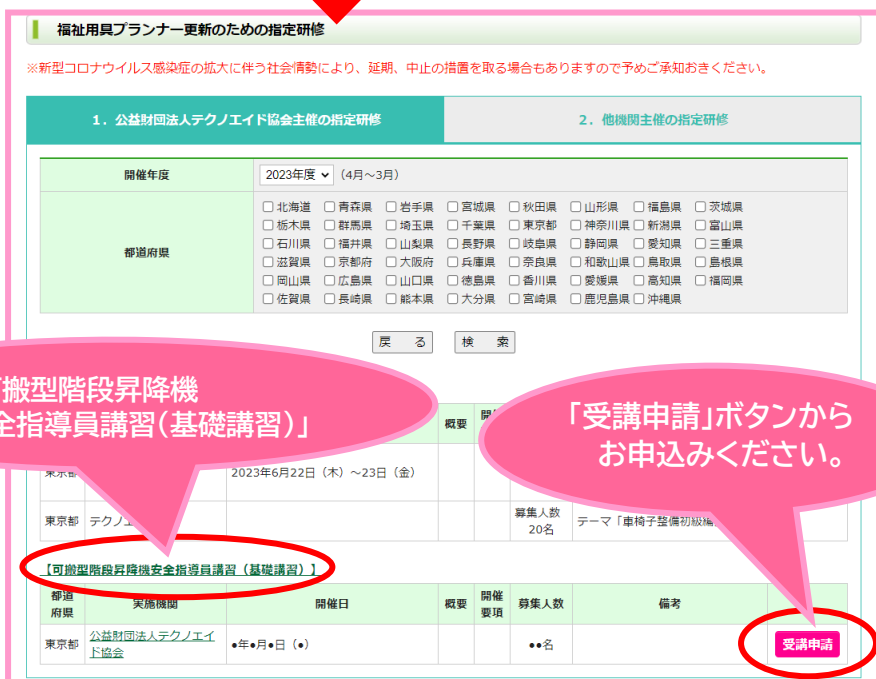 福祉用具プランナー更新のための指定研修
※新型コロナウイルス感染症の拡大に伴う社会情勢により、延期、中止の措置を取る場合もありますので予めご承知おきください。
1．公益財団法人テクノエイド協会主催の指定研修
2．他機関主催の指定研修
開催年度
2023年度 (4月～3月)
都道府県
北海道 青森県 岩手県 宮城県 秋田県 山形県 福島県 茨城県
栃木県 群馬県 埼玉県 千葉県 東京都 神奈川県 新潟県 富山県
石川県 福井県 山梨県 長野県 岐阜県 静岡県 愛知県 三重県
滋賀県 京都府 大阪府 兵庫県 奈良県 和歌山県 鳥取県 島根県
岡山県 広島県 山口県 徳島県 香川県 愛媛県 高知県 福岡県
佐賀県 長崎県 熊本県 大分県 宮崎県 鹿児島県 沖縄県
戻 る 検 索
搬型階段昇降機
全指導員講習（基礎講習）」
「受講申請」ボタンから
お申込みください。
概要
東京都
2023年6月22日（木）～23日（金）
東京都 テクノ
募集人数
20名
テーマ「車椅子整備初級編
【可搬型階段昇降機安全指導員講習（基礎講習）】
都道
府県
実施機関
開催日
概要
開催
要項
募集人数
備考
東京都
公益財団法人テクノエイ
ド協会
●年●月●日（●）
●●名
受講申請